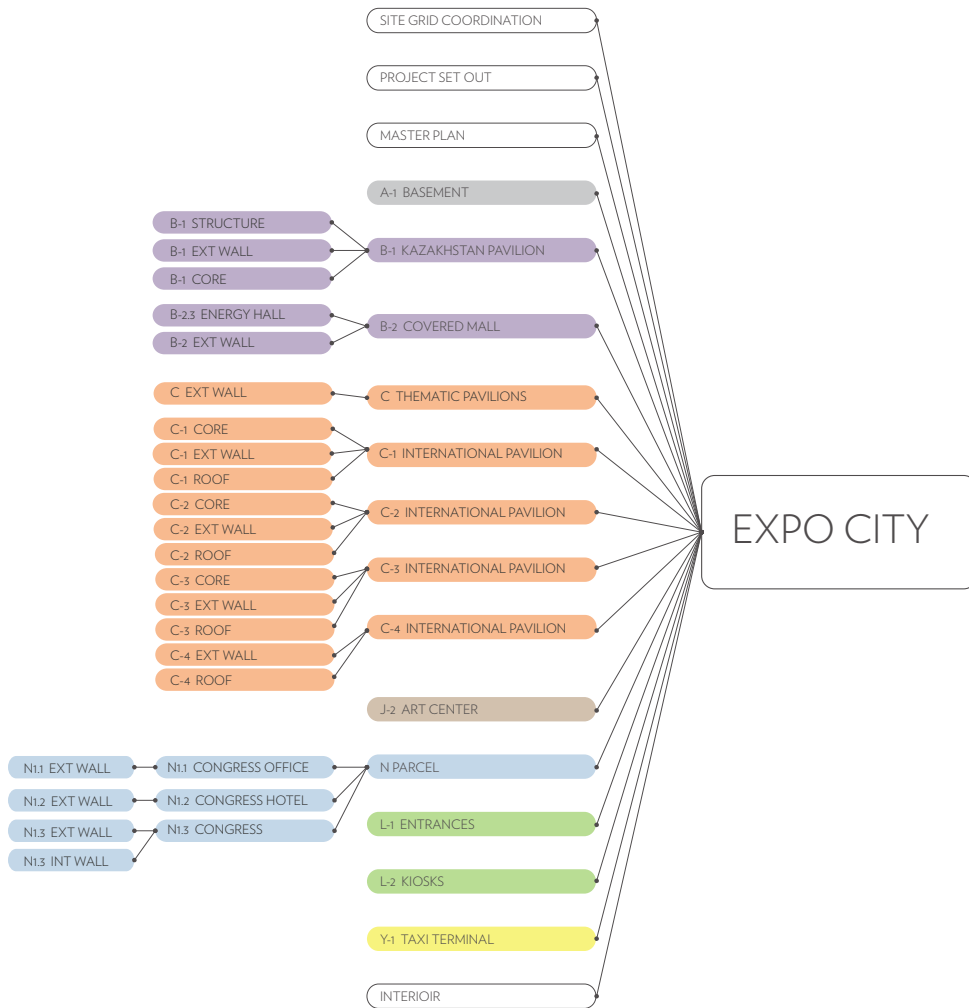 SITE GRID COORDINATION
PROJECT SET OUT
MASTER PLAN
A-1 BASEMENT
B-1 STRUCTURE
B-1 EXT WALL
B-1 KAZAKHSTAN PAVILION
B-1 CORE
B-2.3 ENERGY HALL
B-2 COVERED MALL
B-2 EXT WALL
C EXT WALL
C THEMATIC PAVILIONS
C-1 CORE
C-1 EXT WALL
C-1 INTERNATIONAL PAVILION
C-1 ROOF
C-2 CORE
C-2 INTERNATIONAL PAVILION
C-2 EXT WALL
C-2 ROOF
C-3 INTERNATIONAL PAVILION
C-3 CORE
C-3 EXT WALL
C-3 ROOF
C-4 INTERNATIONAL PAVILION
C-4 EXT WALL
C-4 ROOF
EXPO CITY
J-2 ART CENTER
N1.1 EXT WALL
N1.1 CONGRESS OFFICE
N PARCEL
N1.2 EXT WALL
N1.2 CONGRESS HOTEL
N1.3 EXT WALL
N1.3 CONGRESS
N1.3 INT WALL
L-1 ENTRANCES
L-2 KIOSKS
Y-1 TAXI TERMINAL
INTERIOIR